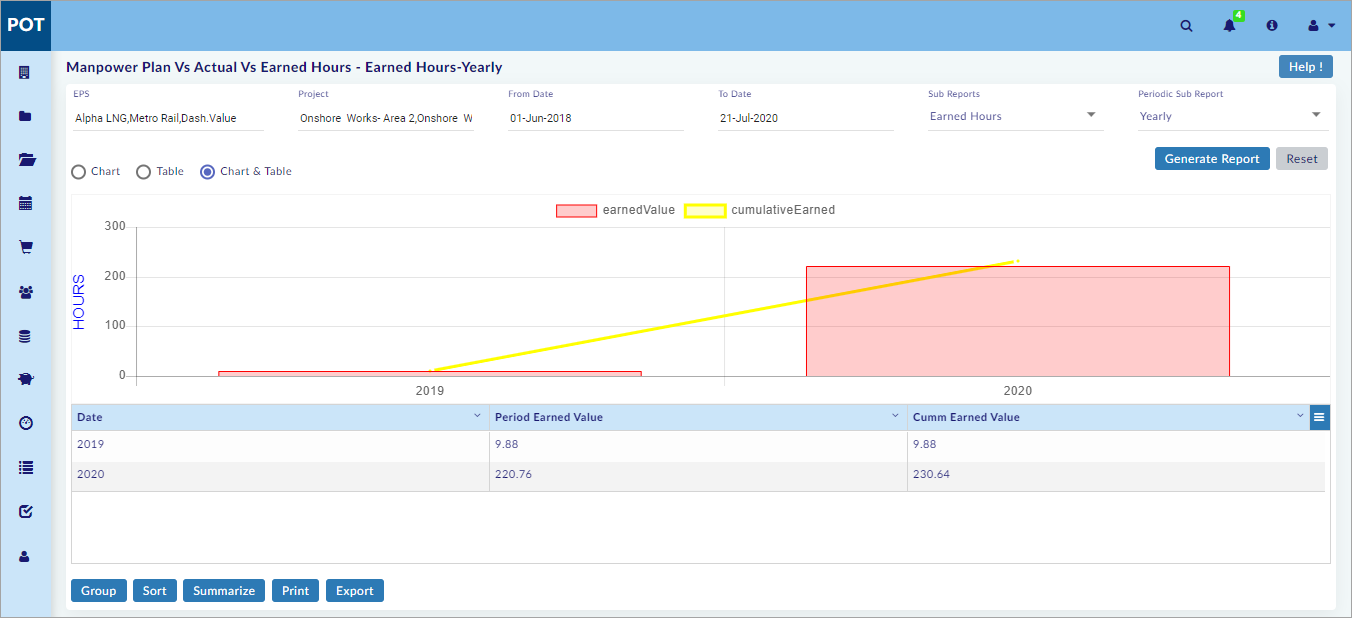 POT
4
Manpower Plan Vs Actual Vs Earned Hours - Earned Hours-Yearly
Help !
EPS Project From Date To Date Sub Reports Periodic Sub Report
Alpha LNG,Metro Rail,Dash.Value Onshore Works- Area 2,Onshore W 01-Jun-2018 21-Jul-2020 Earned Hours Yearly
Generate Report Reset
Chart Table Chart & Table
earnedValue cumulativeEarned
300
200
100
0
HOURS
2019 2020
Date Period Earned Value Cumm Earned Value
2019 9.88 9.88
2020 220.76 230.64
Group Sort Summarize Print Export